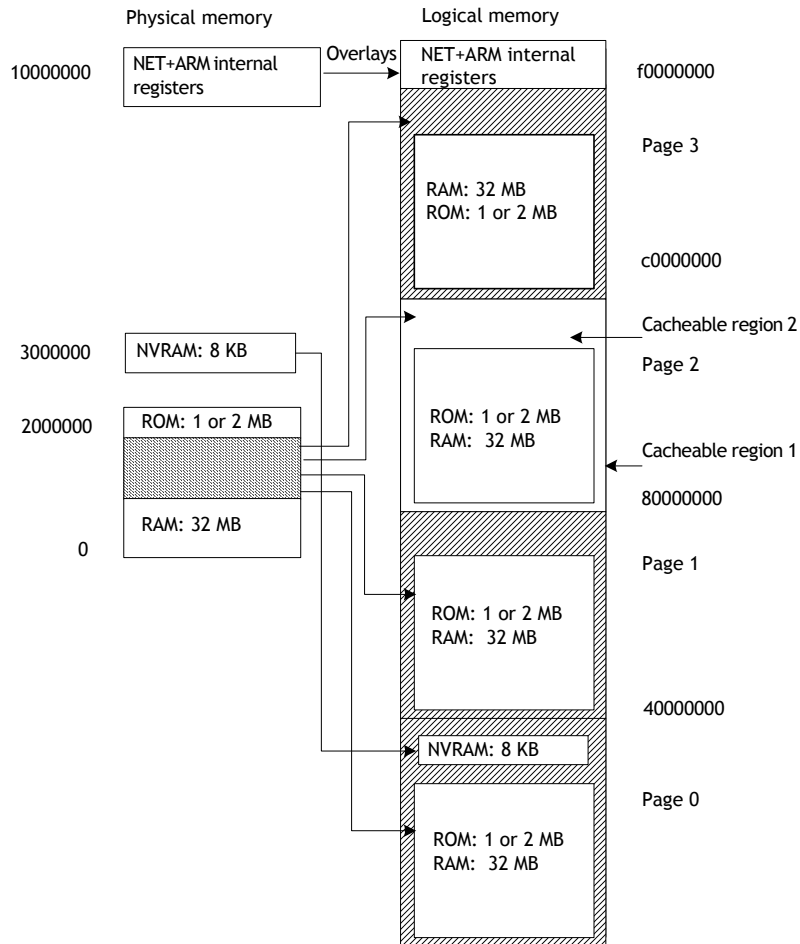 Physical memory
Logical memory
10000000
NET+ARM internal
registers
Overlays
NET+ARM internal
registers
f0000000
Page 3
RAM: 32 MB
ROM: 1 or 2 MB
c0000000
Cacheable region 2
3000000
NVRAM: 8 KB
Page 2
2000000
ROM: 1 or 2 MB
ROM: 1 or 2 MB
RAM: 32 MB
Cacheable region 1
80000000
RAM: 32 MB
0
Page 1
ROM: 1 or 2 MB
RAM: 32 MB
40000000
NVRAM: 8 KB
Page 0
ROM: 1 or 2 MB
RAM: 32 MB